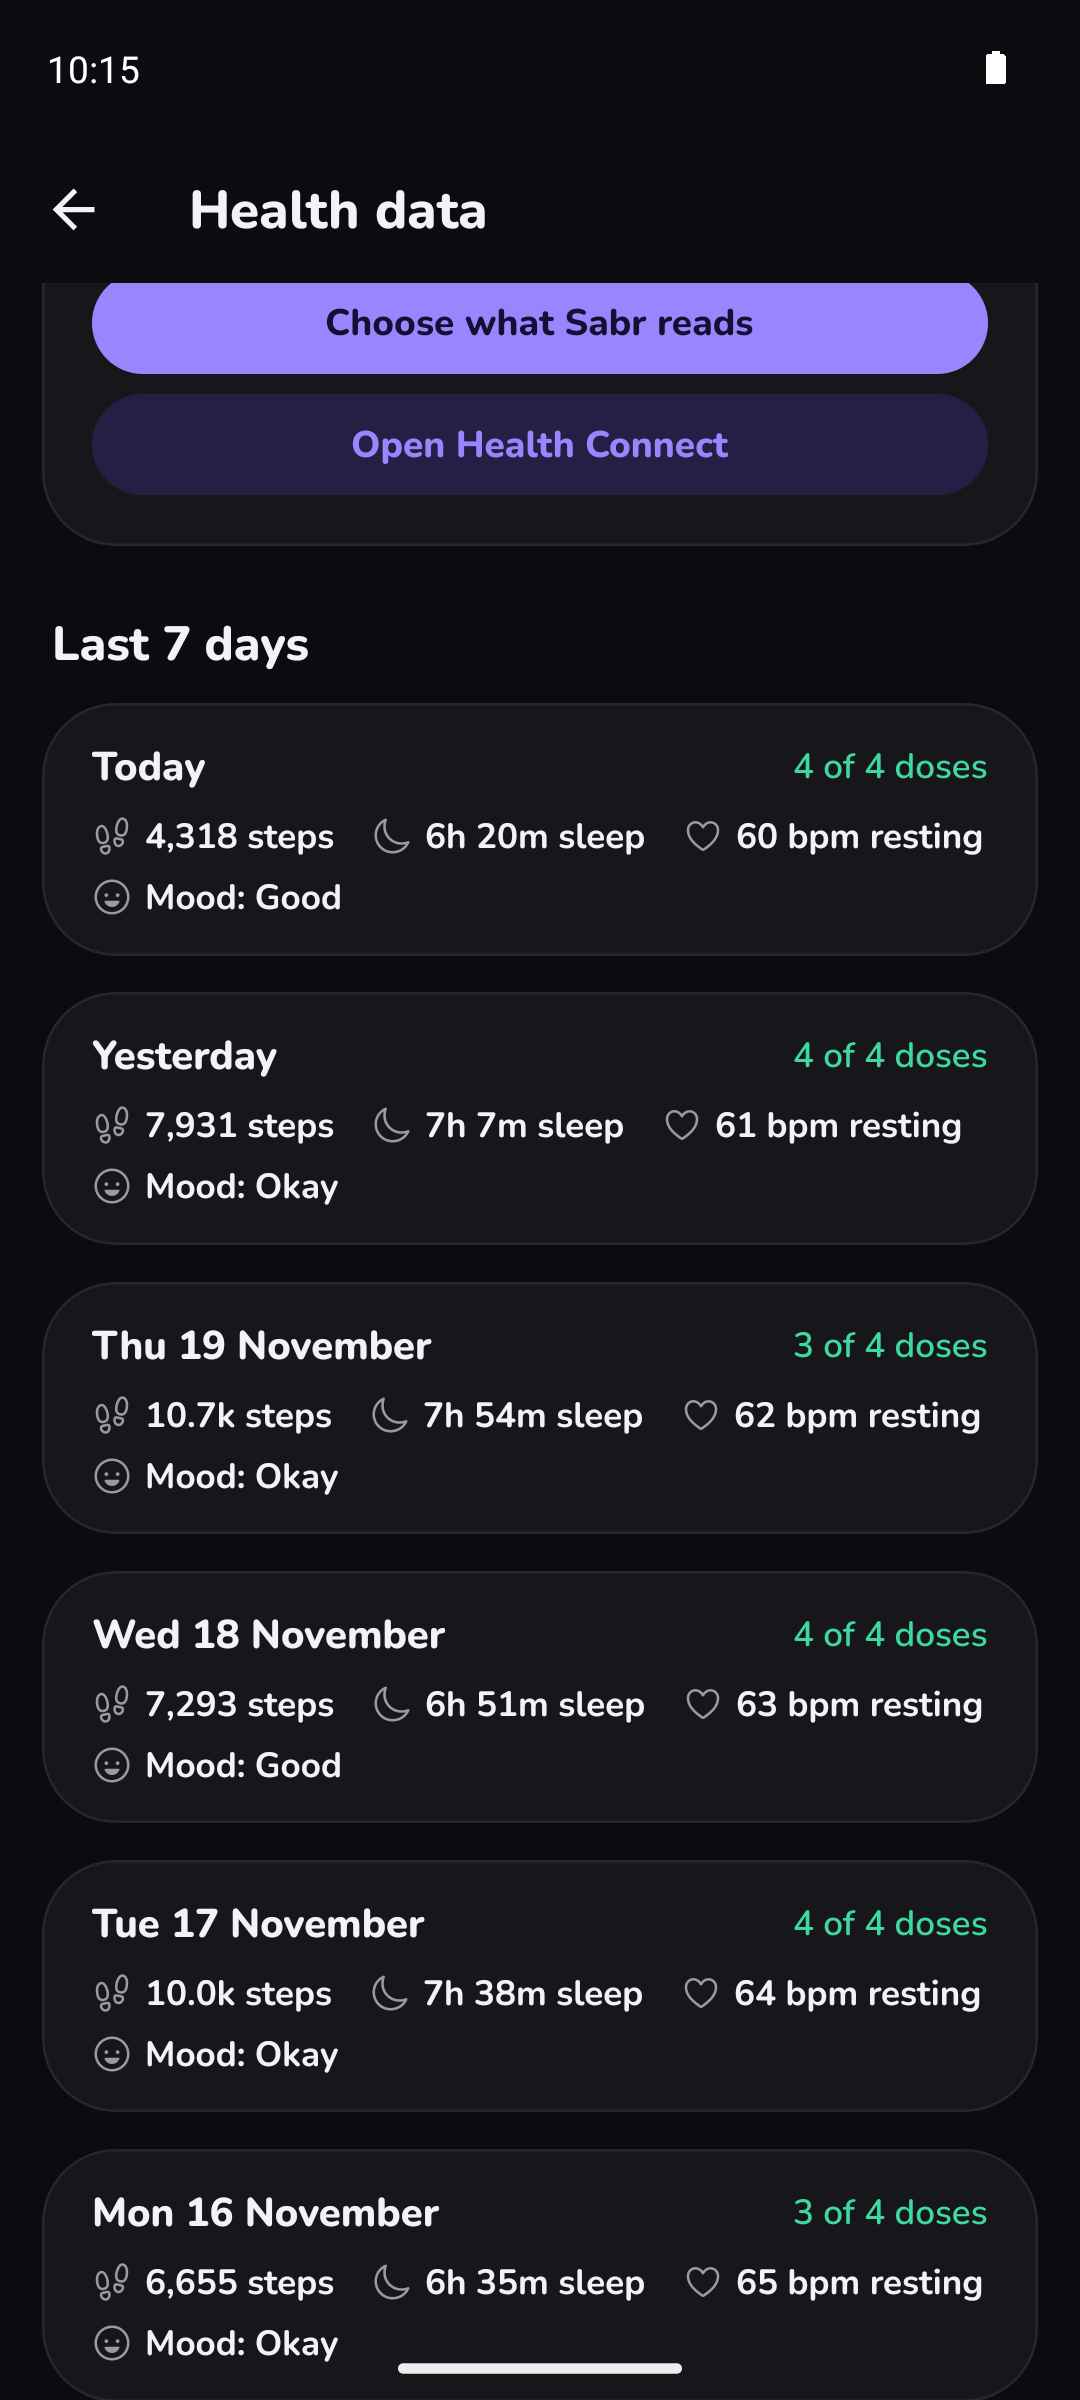 10:15
Health data
Choose what Sabr reads
Open Health Connect
Last 7 days
Today 4 of 4 doses
4,318 steps 6h 20m sleep 60 bpm resting
Mood: Good
Yesterday 4 of 4 doses
7,931 steps 7h 7m sleep 61 bpm resting
Mood: Okay
Thu 19 November 3 of 4 doses
10.7k steps 7h 54m sleep 62 bpm resting
Mood: Okay
Wed 18 November 4 of 4 doses
7,293 steps 6h 51m sleep 63 bpm resting
Mood: Good
Tue 17 November 4 of 4 doses
10.0k steps 7h 38m sleep 64 bpm resting
Mood: Okay
Mon 16 November 3 of 4 doses
6,655 steps 6h 35m sleep 65 bpm resting
Mood: Okay